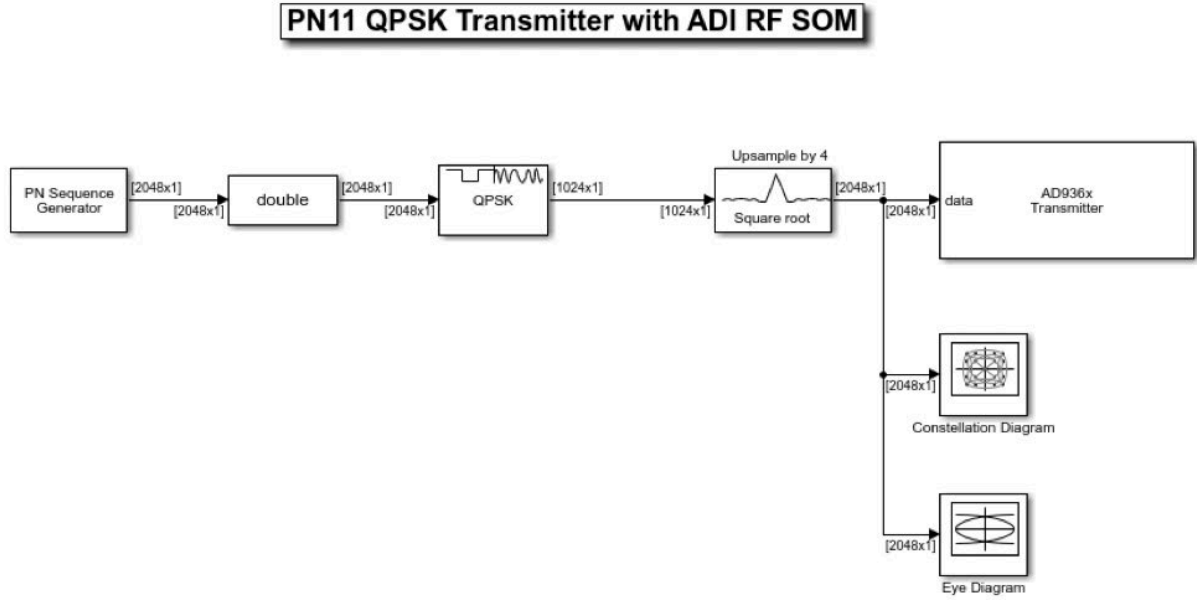 PN11 QPSK Transmitter with ADI RF SOM
Upsample by 4
PN Sequence
Generator
[2048x1]
[2048x1]
double
[2048x1]
[2048x1]
QPSK
[1024x1]
[1024x1]
Square root
[2048x1]
[2048x1]
data
AD936x
Transmitter
[2048x1]
Constellation Diagram
[2048x1]
Eye Diagram